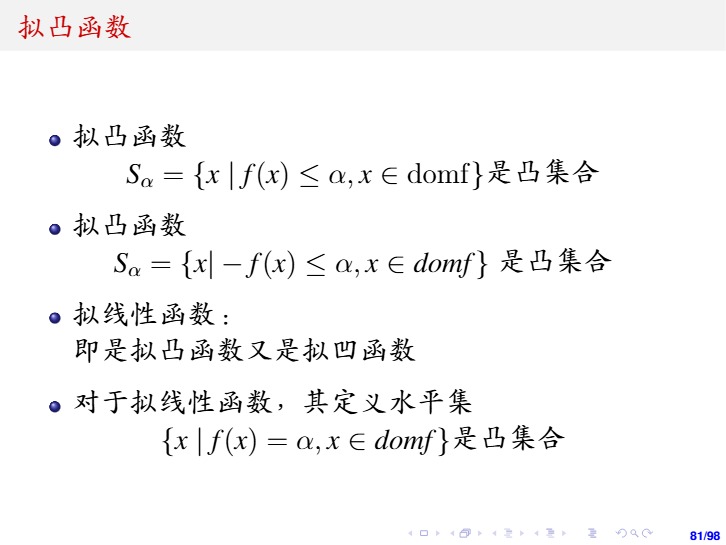 拟凸函数
拟凸函数
Sα = {x | f(x) ≤ α, x ∈ domf}是凸集合
拟凸函数
Sα = {x| − f(x) ≤ α, x ∈ domf} 是凸集合
拟线性函数：
即是拟凸函数又是拟凹函数
对于拟线性函数，其定义水平集
{x | f(x) = α, x ∈ domf}是凸集合
81/98